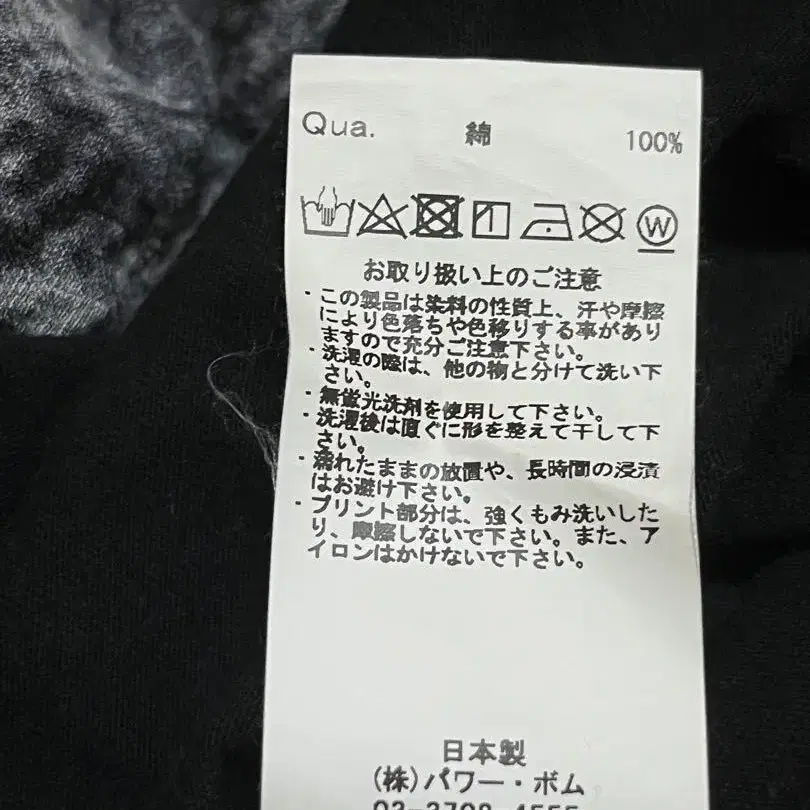 Qua. 綿 100%
W
お取り扱い上のご注意
・この製品は染料の性質上、汗や摩擦
により色落ちや色移りする事があり
ますので充分ご注意下さい。
・洗濯の際は、他の物と分けて洗い下
さい。
・無蛍光洗剤を使用して下さい。
・洗濯後は直ぐに形を整えて干して下
さい。
・濡れたままの放置や、長時間の浸漬
はお避け下さい。
・プリント部分は、強くもみ洗いした
り、摩擦しないで下さい。また、ア
イロンはかけないで下さい。
日本製
(株)パワー・ボム
03-3708-4555